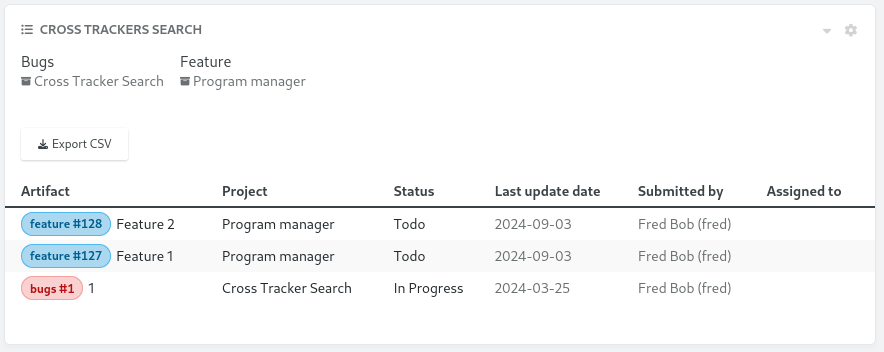 CROSS TRACKERS SEARCH
Bugs Feature
Cross Tracker Search Program manager
Export CSV
Artifact Project Status Last update date Submitted by Assigned to
feature #128 Feature 2 Program manager Todo 2024-09-03 Fred Bob (fred)
feature #127 Feature 1 Program manager Todo 2024-09-03 Fred Bob (fred)
bugs #1 1 Cross Tracker Search In Progress 2024-03-25 Fred Bob (fred)